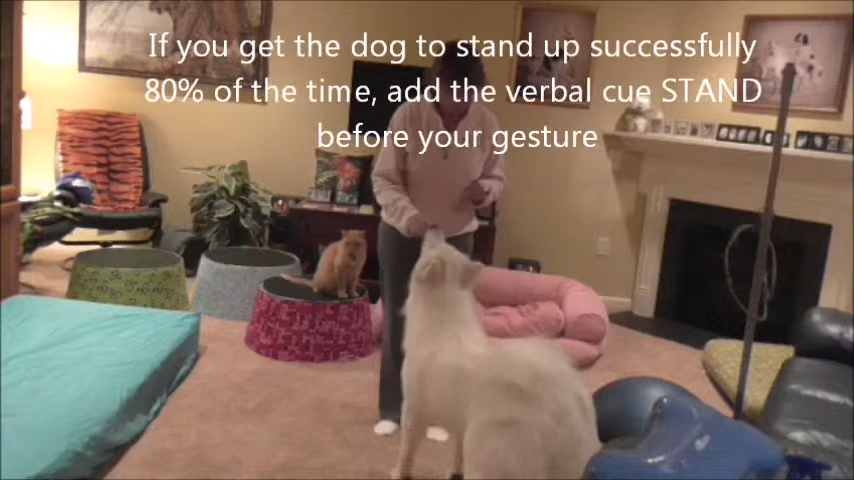 If you get the dog to stand up successfully
80% of the time, add the verbal cue STAND
before your gesture